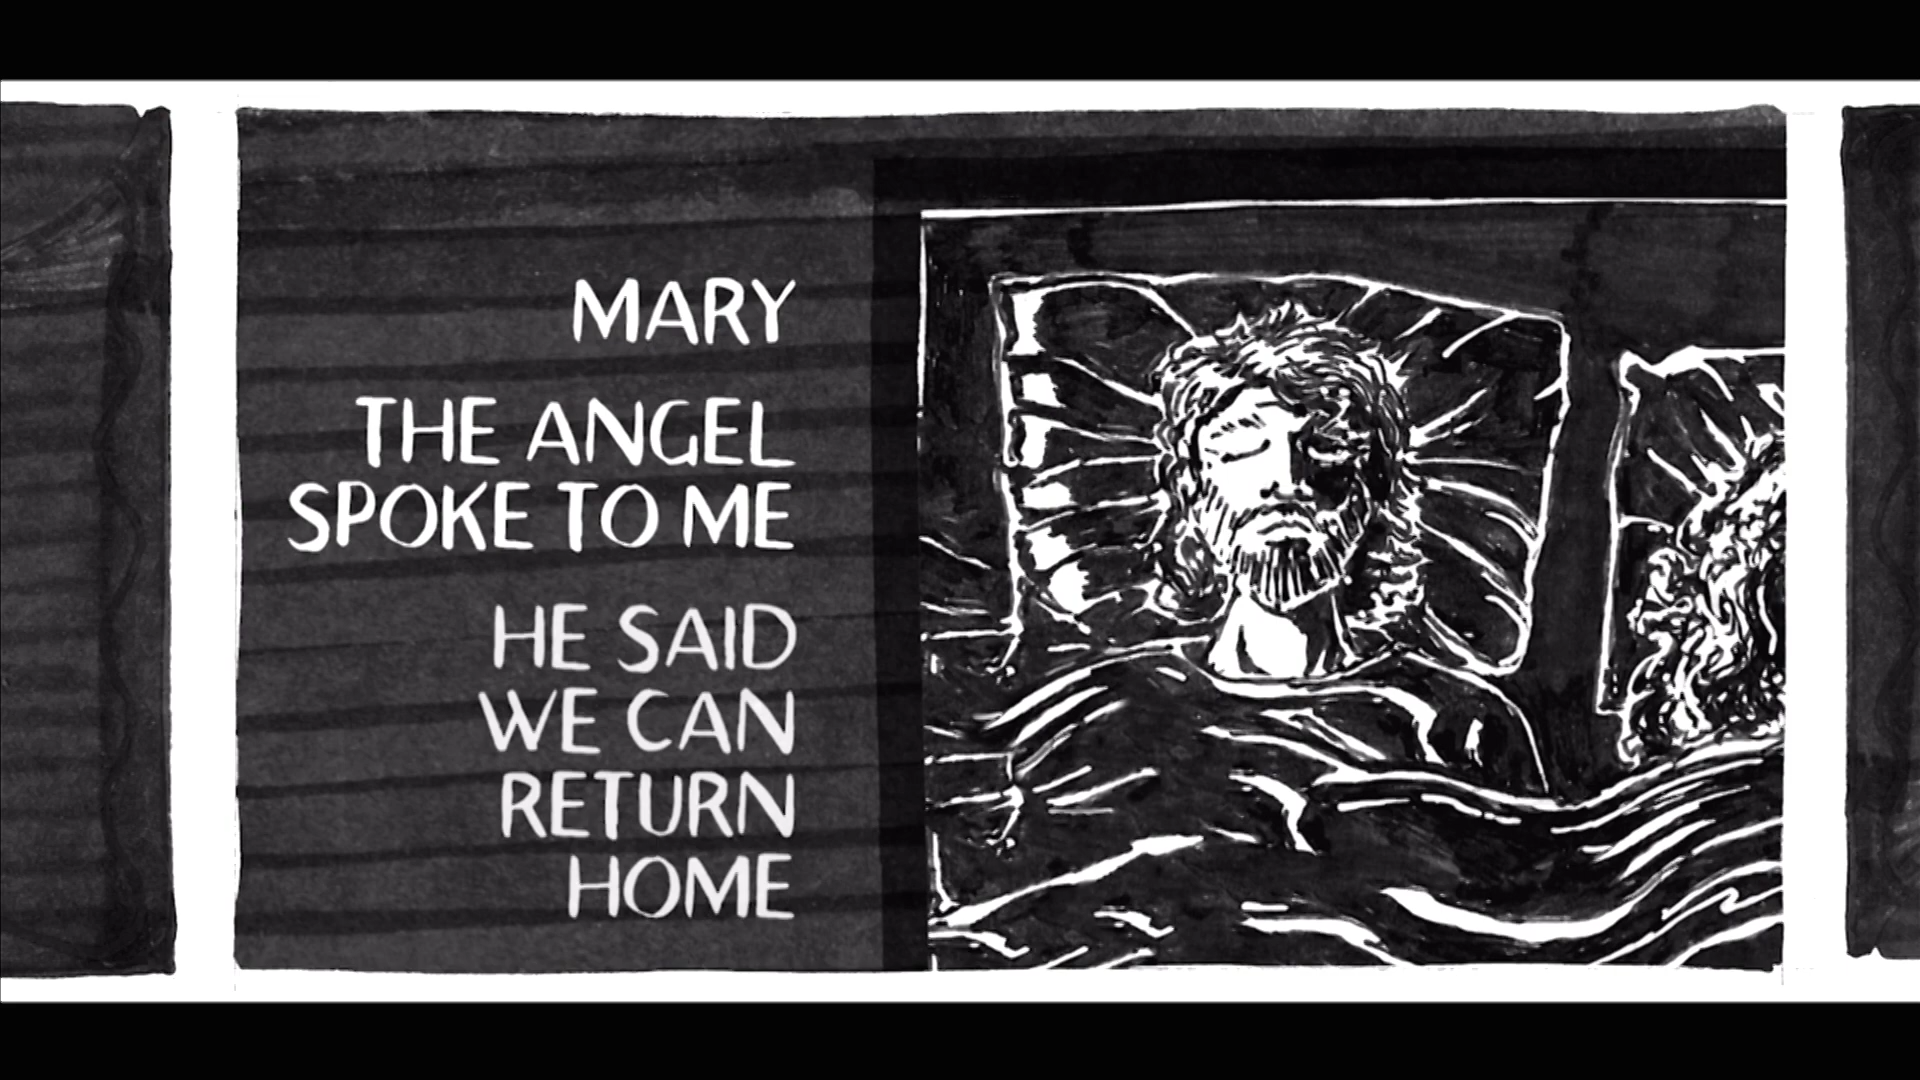 MARY
THE ANGEL
SPOKE TO ME
HE SAID
WE CAN
RETURN
HOME